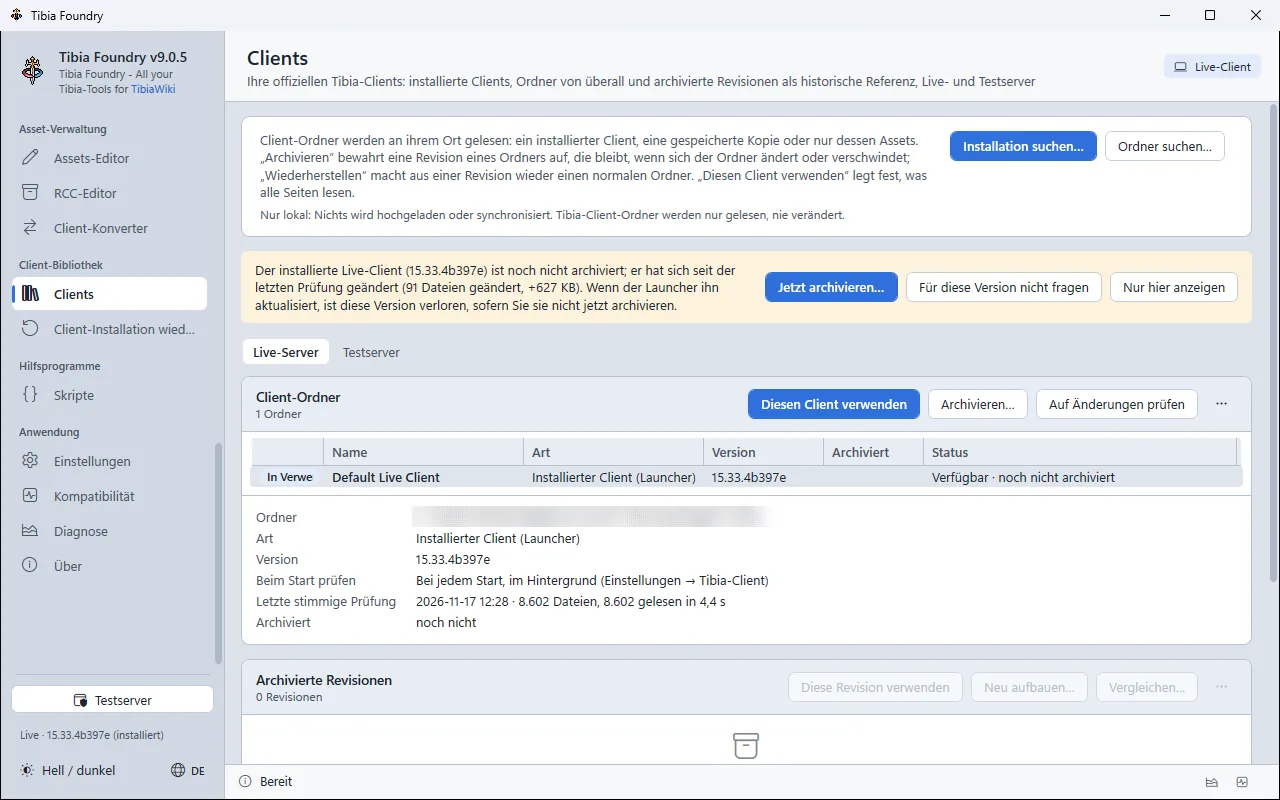 Tibia Foundry
Tibia Foundry v9.0.5
Tibia Foundry - All your
Tibia-Tools for TibiaWiki
Asset-Verwaltung
Assets-Editor
RCC-Editor
Client-Konverter
Client-Bibliothek
Clients
Client-Installation wied...
Hilfsprogramme
Skripte
Anwendung
Einstellungen
Kompatibilität
Diagnose
Über
Testserver
Live · 15.33.4b397e (installiert)
Hell / dunkel
DE
Clients
Ihre offiziellen Tibia-Clients: installierte Clients, Ordner von überall und archivierte Revisionen als historische Referenz, Live- und Testserver
Live-Client
Client-Ordner werden an ihrem Ort gelesen: ein installierter Client, eine gespeicherte Kopie oder nur dessen Assets.
„Archivieren“ bewahrt eine Revision eines Ordners auf, die bleibt, wenn sich der Ordner ändert oder verschwindet;
„Wiederherstellen“ macht aus einer Revision wieder einen normalen Ordner. „Diesen Client verwenden“ legt fest, was
alle Seiten lesen.
Nur lokal: Nichts wird hochgeladen oder synchronisiert. Tibia-Client-Ordner werden nur gelesen, nie verändert.
Installation suchen...
Ordner suchen...
Der installierte Live-Client (15.33.4b397e) ist noch nicht archiviert; er hat sich seit der
letzten Prüfung geändert (91 Dateien geändert, +627 KB). Wenn der Launcher ihn
aktualisiert, ist diese Version verloren, sofern Sie sie nicht jetzt archivieren.
Jetzt archivieren...
Für diese Version nicht fragen
Nur hier anzeigen
Live-Server
Testserver
Client-Ordner
1 Ordner
Diesen Client verwenden
Archivieren...
Auf Änderungen prüfen
...
Name Art Version Archiviert Status
In Verwe Default Live Client Installierter Client (Launcher) 15.33.4b397e Verfügbar · noch nicht archiviert
Ordner
Art Installierter Client (Launcher)
Version 15.33.4b397e
Beim Start prüfen Bei jedem Start, im Hintergrund (Einstellungen → Tibia-Client)
Letzte stimmige Prüfung 2026-11-17 12:28 · 8.602 Dateien, 8.602 gelesen in 4,4 s
Archiviert noch nicht
Archivierte Revisionen
0 Revisionen
Diese Revision verwenden
Neu aufbauen...
Vergleichen...
...
Bereit